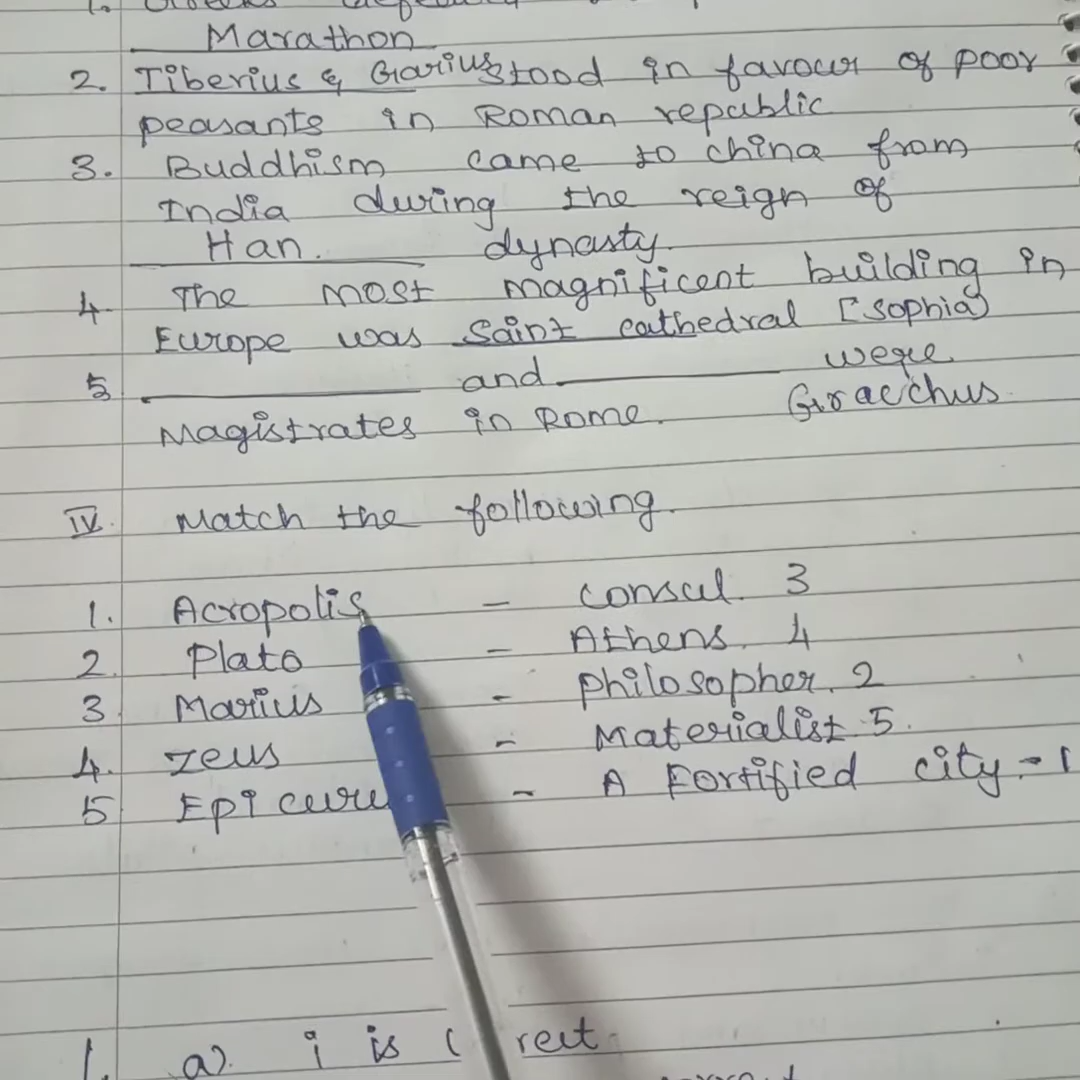 Marathon
2. Tiberius & Gaarius stood in favour of poor
peasants in Roman republic
3. Buddhism came to china from
India during the reign of
Han. dynasty.
4. The most magnificent building in
Europe was Saint cathedral [Sophia)
5 and were
Magistrates in Rome. Graechus.
IV. Match the following.
1. Acropolis - Consul. 3
2. Plato - Athens. 4
3. Marius - Philosopher. 2
4. Zeus - Materialist 5.
5 Epicuru - A Fortified city - 1
1. a) i is